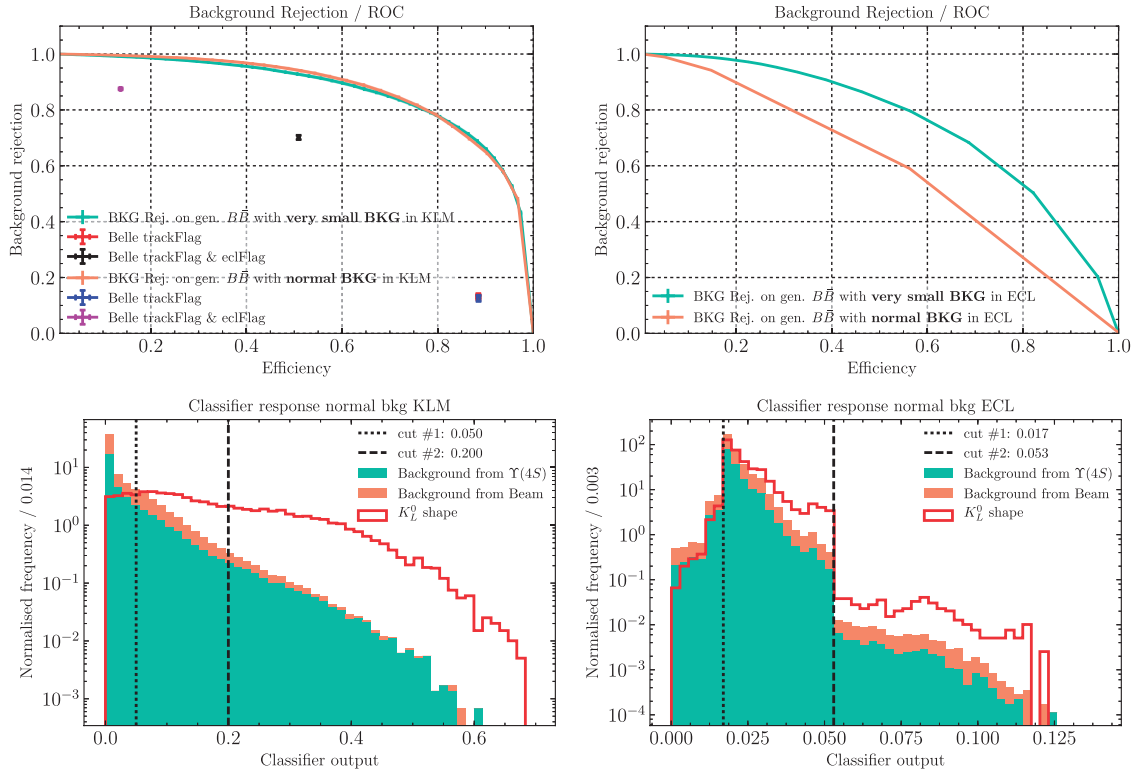 Background Rejection / ROC
Background rejection
1.0
0.8
0.6
0.4
0.2
0.0
BKG Rej. on gen. BB̄ with very small BKG in KLM
Belle trackFlag
Belle trackFlag & eclFlag
BKG Rej. on gen. BB̄ with normal BKG in KLM
Belle trackFlag
Belle trackFlag & eclFlag
0.2 0.4 0.6 0.8 1.0
Efficiency
Background Rejection / ROC
Background rejection
1.0
0.8
0.6
0.4
0.2
0.0
BKG Rej. on gen. BB̄ with very small BKG in ECL
BKG Rej. on gen. BB̄ with normal BKG in ECL
0.2 0.4 0.6 0.8 1.0
Efficiency
Classifier response normal bkg KLM
Normalised frequency / 0.014
10¹
10⁰
10⁻¹
10⁻²
10⁻³
cut #1: 0.050
cut #2: 0.200
Background from Υ(4S)
Background from Beam
K⁰_L shape
0.0 0.2 0.4 0.6
Classifier output
Classifier response normal bkg ECL
Normalised frequency / 0.003
10²
10¹
10⁰
10⁻¹
10⁻²
10⁻³
10⁻⁴
cut #1: 0.017
cut #2: 0.053
Background from Υ(4S)
Background from Beam
K⁰_L shape
0.000 0.025 0.050 0.075 0.100 0.125
Classifier output